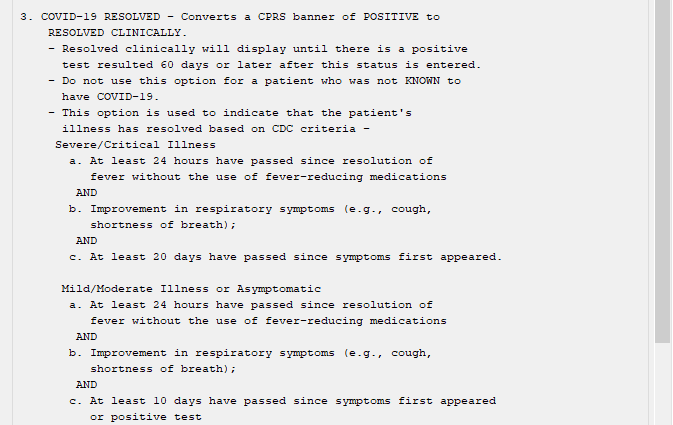 3. COVID-19 RESOLVED - Converts a CPRS banner of POSITIVE to
RESOLVED CLINICALLY.
- Resolved clinically will display until there is a positive
test resulted 60 days or later after this status is entered.
- Do not use this option for a patient who was not KNOWN to
have COVID-19.
- This option is used to indicate that the patient's
illness has resolved based on CDC criteria -
Severe/Critical Illness
a. At least 24 hours have passed since resolution of
fever without the use of fever-reducing medications
AND
b. Improvement in respiratory symptoms (e.g., cough,
shortness of breath);
AND
c. At least 20 days have passed since symptoms first appeared.
Mild/Moderate Illness or Asymptomatic
a. At least 24 hours have passed since resolution of
fever without the use of fever-reducing medications
AND
b. Improvement in respiratory symptoms (e.g., cough,
shortness of breath);
AND
c. At least 10 days have passed since symptoms first appeared
or positive test